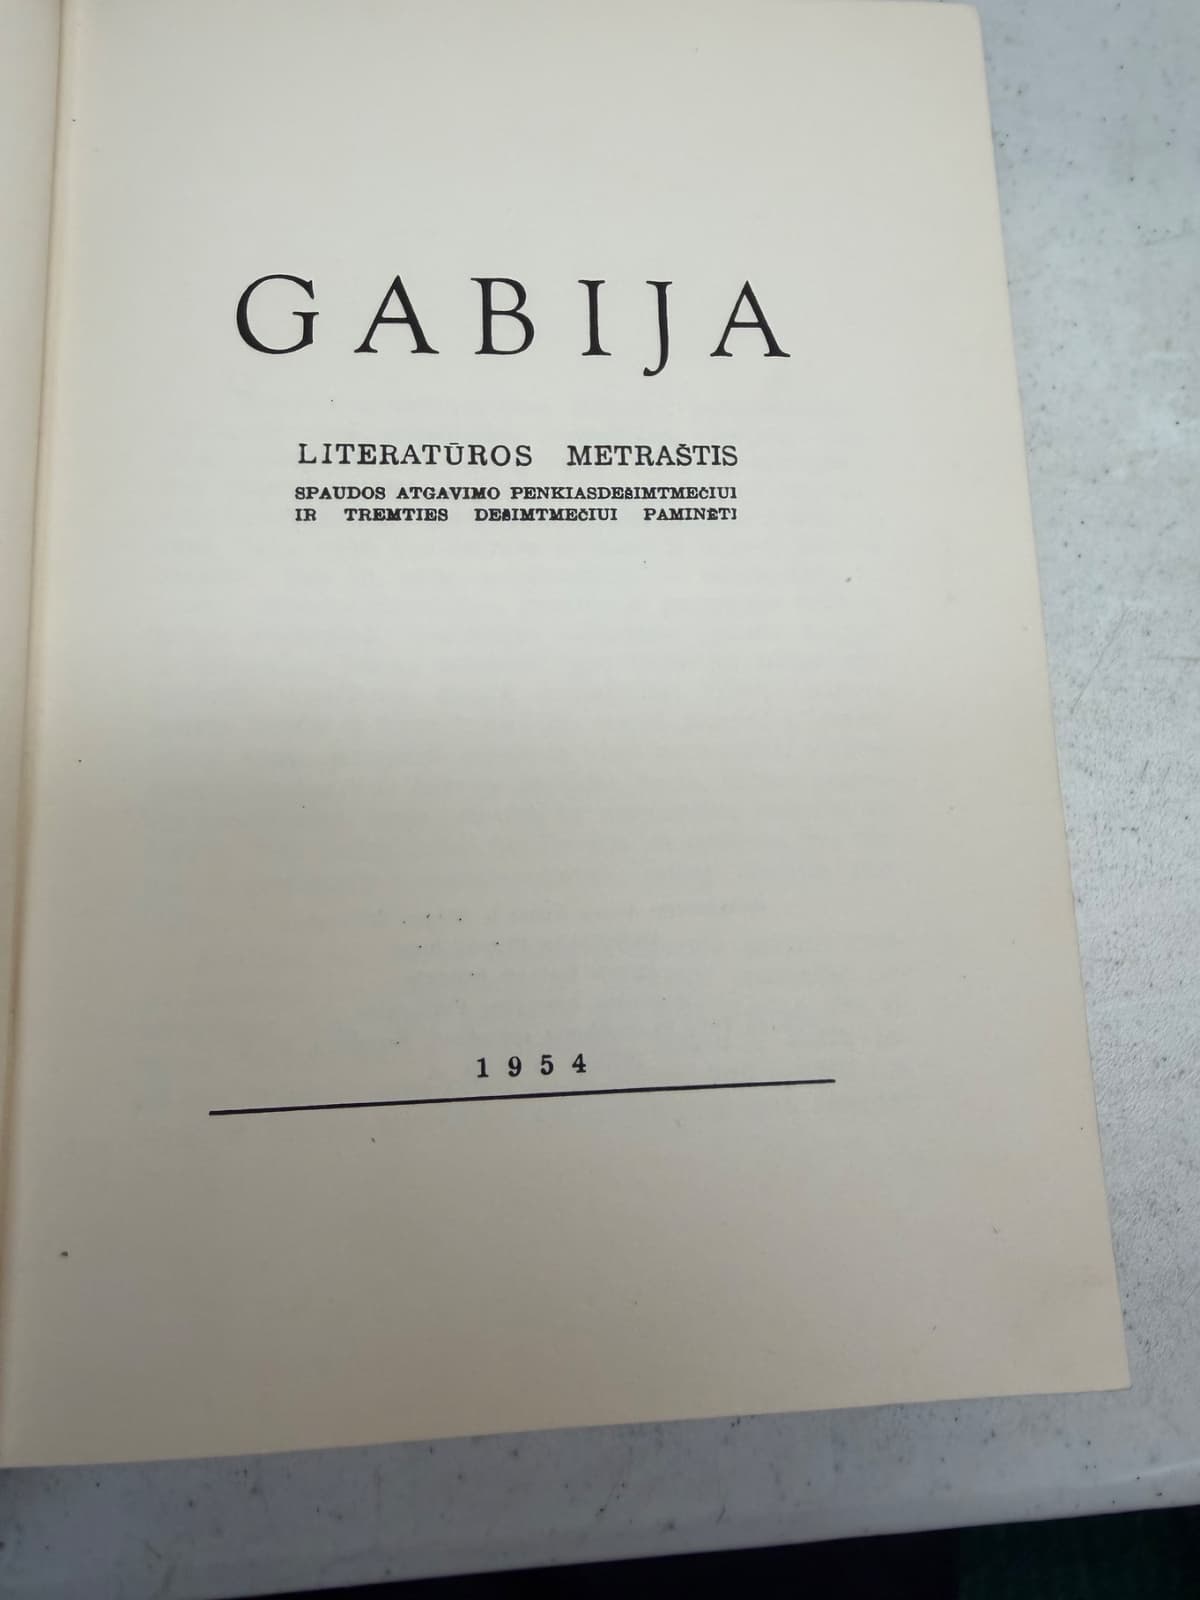 GABIJA
LITERATŪROS METRAŠTIS
SPAUDOS ATGAVIMO PENKIASDEŠIMTMEČIUI
IR TREMTIES DEŠIMTMEČIUI PAMINĖTI
1954